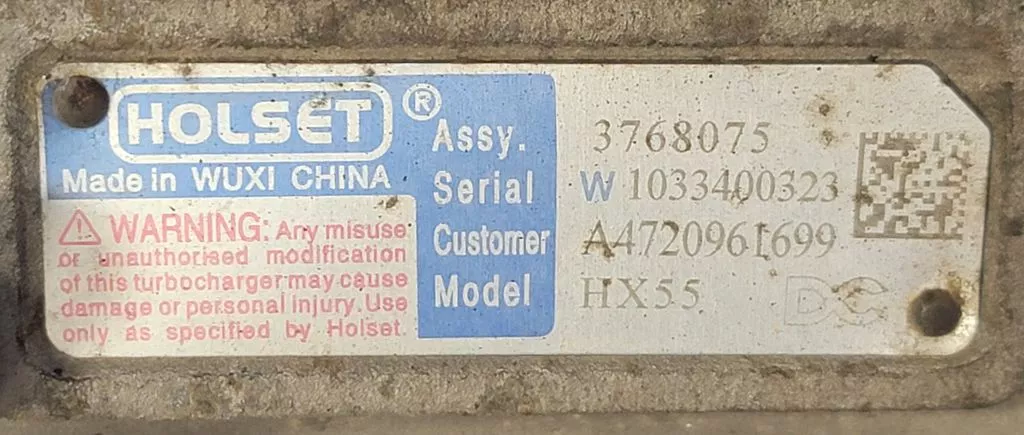 HOLSET ®
Made in WUXI CHINA
WARNING: Any misuse
or unauthorised modification
of this turbocharger may cause
damage or personal injury. Use
only as specified by Holset.
Assy. 3768075
Serial W 1033400323
Customer A4720961699
Model HX55 DC